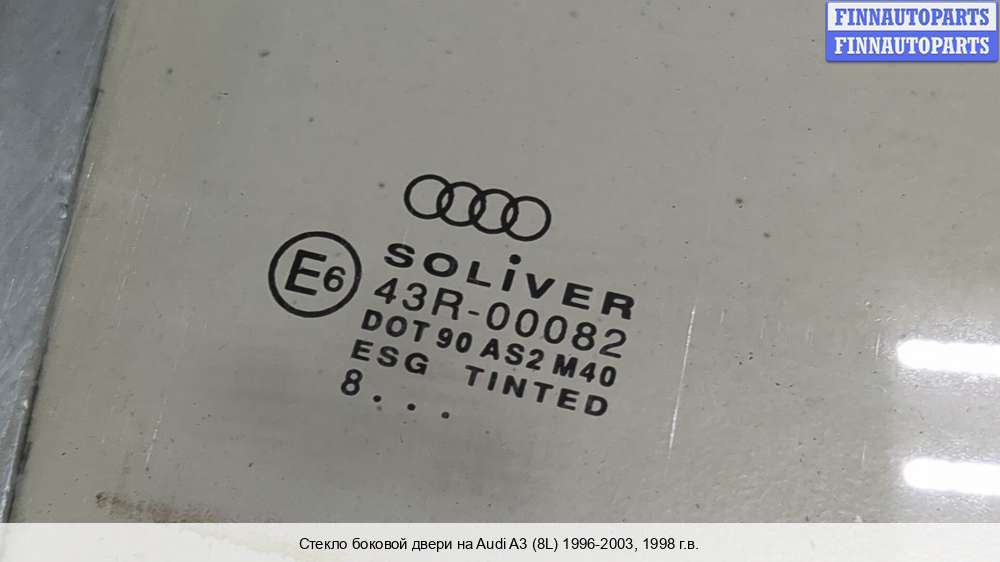 FINNAUTOPARTS
FINNAUTOPARTS
SOLiVER
E6
43R-00082
DOT 90 AS2 M40
ESG TINTED
8...
Стекло боковой двери на Audi A3 (8L) 1996-2003, 1998 г.в.